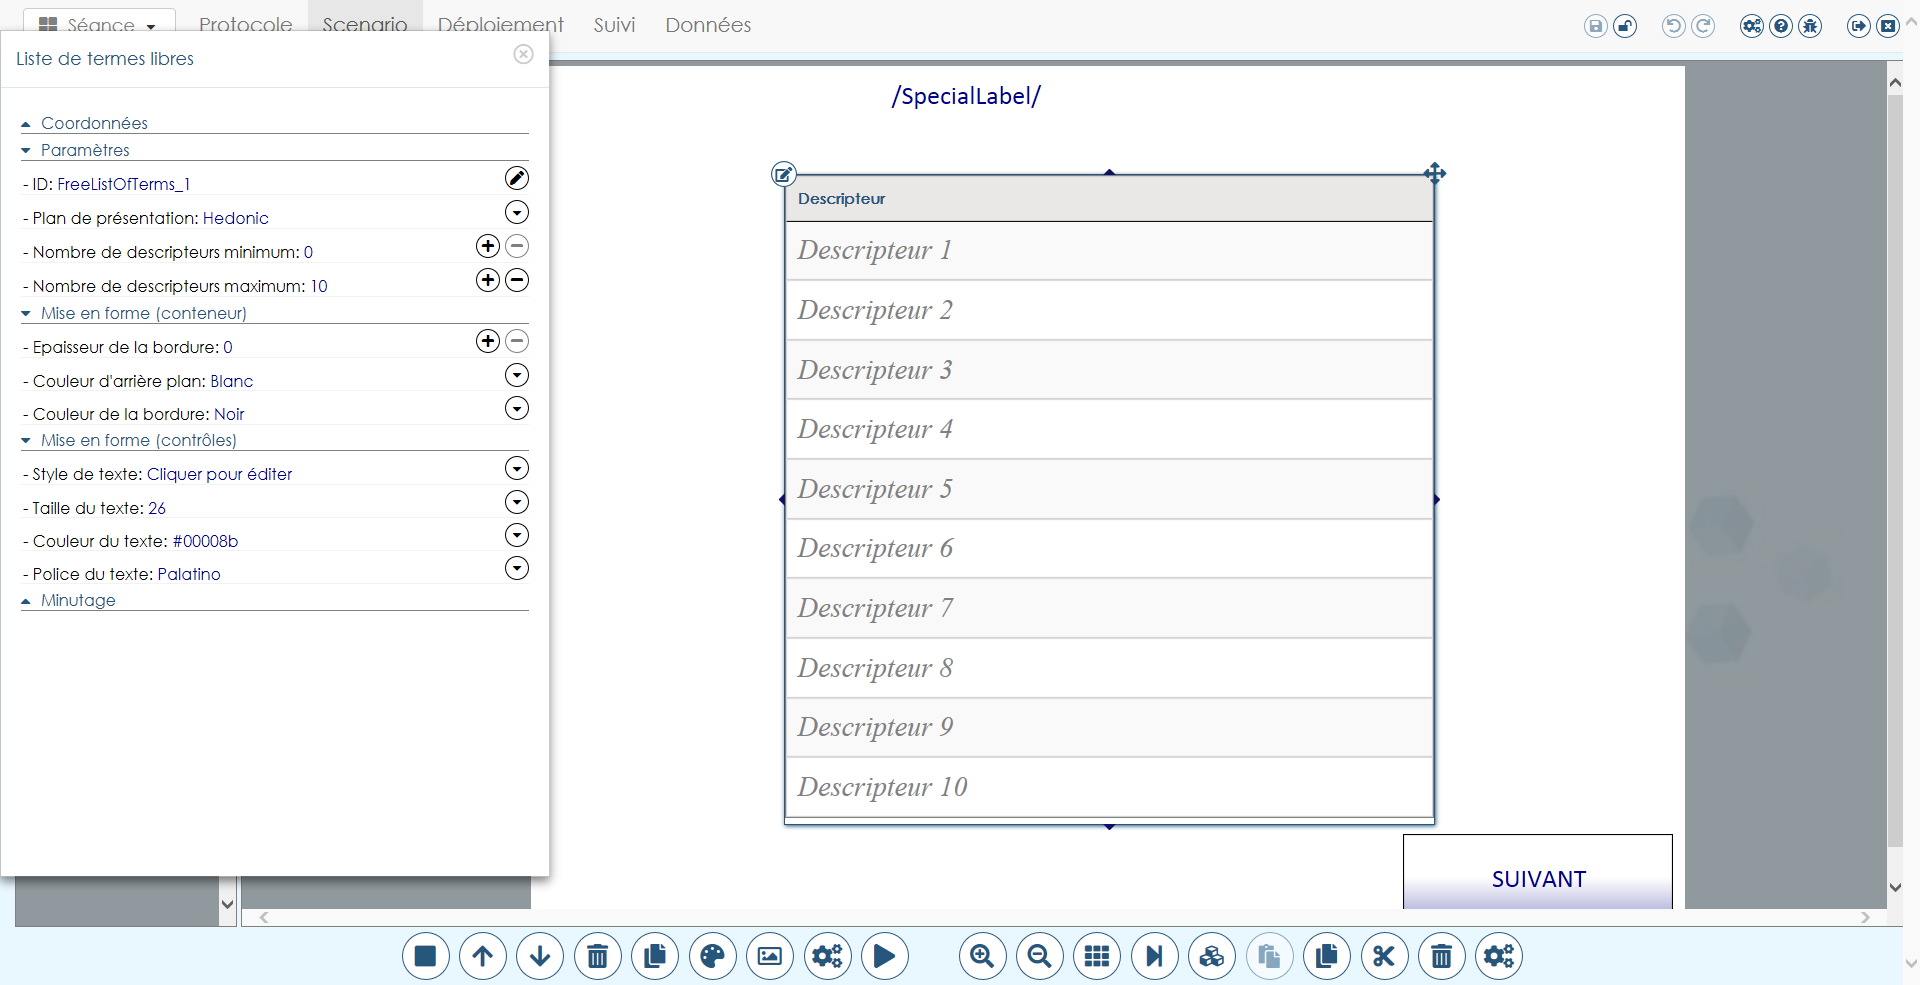 Séance
Protocole
Scenario
Déploiement
Suivi
Données
Liste de termes libres
Coordonnées
Paramètres
- ID: FreeListOfTerms_1
- Plan de présentation: Hedonic
- Nombre de descripteurs minimum: 0
- Nombre de descripteurs maximum: 10
Mise en forme (conteneur)
- Epaisseur de la bordure: 0
- Couleur d'arrière plan: Blanc
- Couleur de la bordure: Noir
Mise en forme (contrôles)
- Style de texte: Cliquer pour éditer
- Taille du texte: 26
- Couleur du texte: #00008b
- Police du texte: Palatino
Minutage
/SpecialLabel/
Descripteur
Descripteur 1
Descripteur 2
Descripteur 3
Descripteur 4
Descripteur 5
Descripteur 6
Descripteur 7
Descripteur 8
Descripteur 9
Descripteur 10
SUIVANT